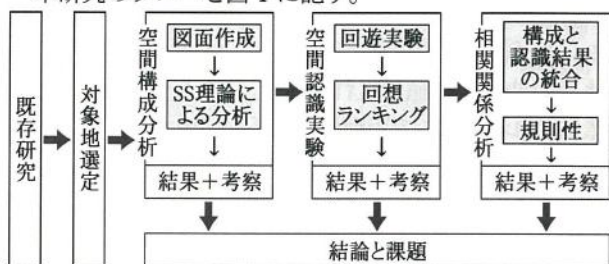 既存研究
対象地選定
空間構成分析
図面作成
↓
SS理論に
よる分析
↓
結果+考察
空間認識実験
回遊実験
↓
回想
ランキング
↓
結果+考察
相関関係分析
構成と
認識結果
の統合
↓
規則性
↓
結果+考察
結論と課題